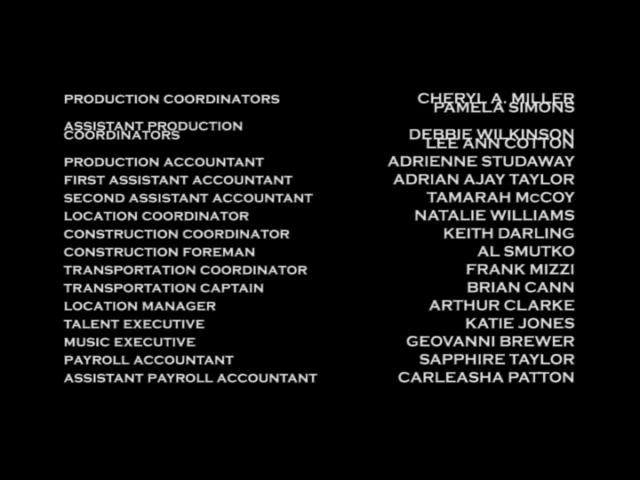 PRODUCTION COORDINATORS CHERYL A. MILLER
PAMELA SIMONS
ASSISTANT PRODUCTION
COORDINATORS DEBBIE WILKINSON
LEE ANN COTTON
PRODUCTION ACCOUNTANT ADRIENNE STUDAWAY
FIRST ASSISTANT ACCOUNTANT ADRIAN AJAY TAYLOR
SECOND ASSISTANT ACCOUNTANT TAMARAH McCOY
LOCATION COORDINATOR NATALIE WILLIAMS
CONSTRUCTION COORDINATOR KEITH DARLING
CONSTRUCTION FOREMAN AL SMUTKO
TRANSPORTATION COORDINATOR FRANK MIZZI
TRANSPORTATION CAPTAIN BRIAN CANN
LOCATION MANAGER ARTHUR CLARKE
TALENT EXECUTIVE KATIE JONES
MUSIC EXECUTIVE GEOVANNI BREWER
PAYROLL ACCOUNTANT SAPPHIRE TAYLOR
ASSISTANT PAYROLL ACCOUNTANT CARLEASHA PATTON